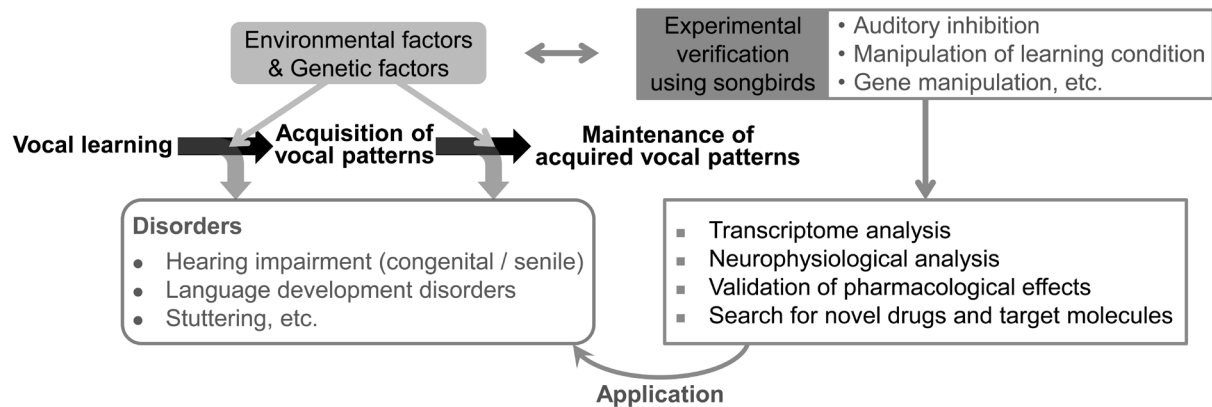 Environmental factors
& Genetic factors
Experimental
verification
using songbirds
• Auditory inhibition
• Manipulation of learning condition
• Gene manipulation, etc.
Vocal learning
Acquisition of
vocal patterns
Maintenance of
acquired vocal patterns
Disorders
• Hearing impairment (congenital / senile)
• Language development disorders
• Stuttering, etc.
▪ Transcriptome analysis
▪ Neurophysiological analysis
▪ Validation of pharmacological effects
▪ Search for novel drugs and target molecules
Application